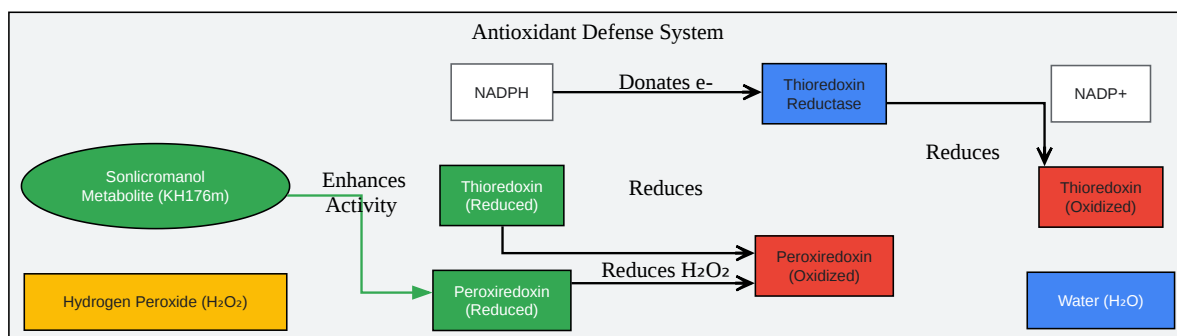 Antioxidant Defense System
NADPH
Donates e-
Thioredoxin
Reductase
NADP+
Sonlicromanol
Metabolite (KH176m)
Enhances
Activity
Thioredoxin
(Reduced)
Reduces
Reduces
Thioredoxin
(Oxidized)
Hydrogen Peroxide (H₂O₂)
Peroxiredoxin
(Reduced)
Reduces H₂O₂
Peroxiredoxin
(Oxidized)
Water (H₂O)